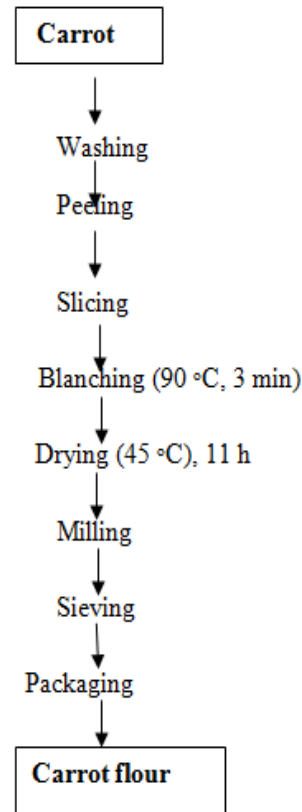 Carrot
Washing
Peeling
Slicing
Blanching (90 °C, 3 min)
Drying (45 °C), 11 h
Milling
Sieving
Packaging
Carrot flour